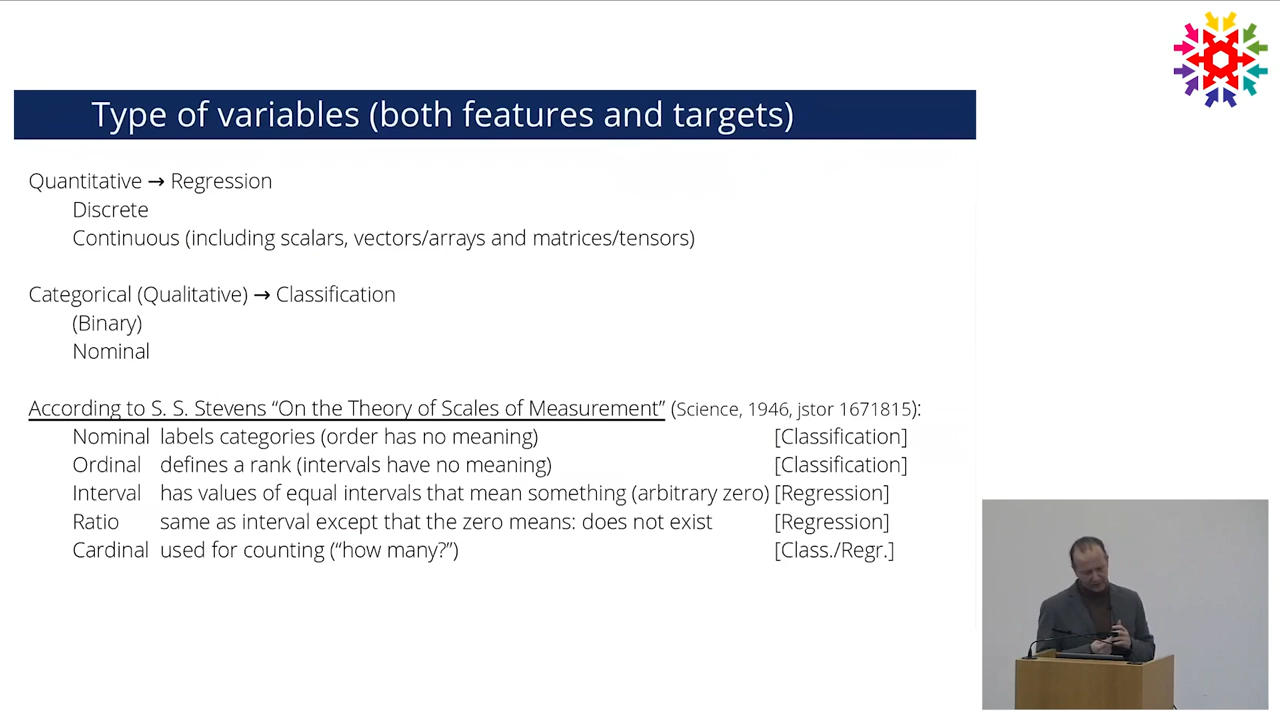 Type of variables (both features and targets)
Quantitative → Regression
Discrete
Continuous (including scalars, vectors/arrays and matrices/tensors)
Categorical (Qualitative) → Classification
(Binary)
Nominal
According to S. S. Stevens “On the Theory of Scales of Measurement” (Science, 1946, jstor 1671815):
Nominal labels categories (order has no meaning) [Classification]
Ordinal defines a rank (intervals have no meaning) [Classification]
Interval has values of equal intervals that mean something (arbitrary zero) [Regression]
Ratio same as interval except that the zero means: does not exist [Regression]
Cardinal used for counting (“how many?”) [Class./Regr.]